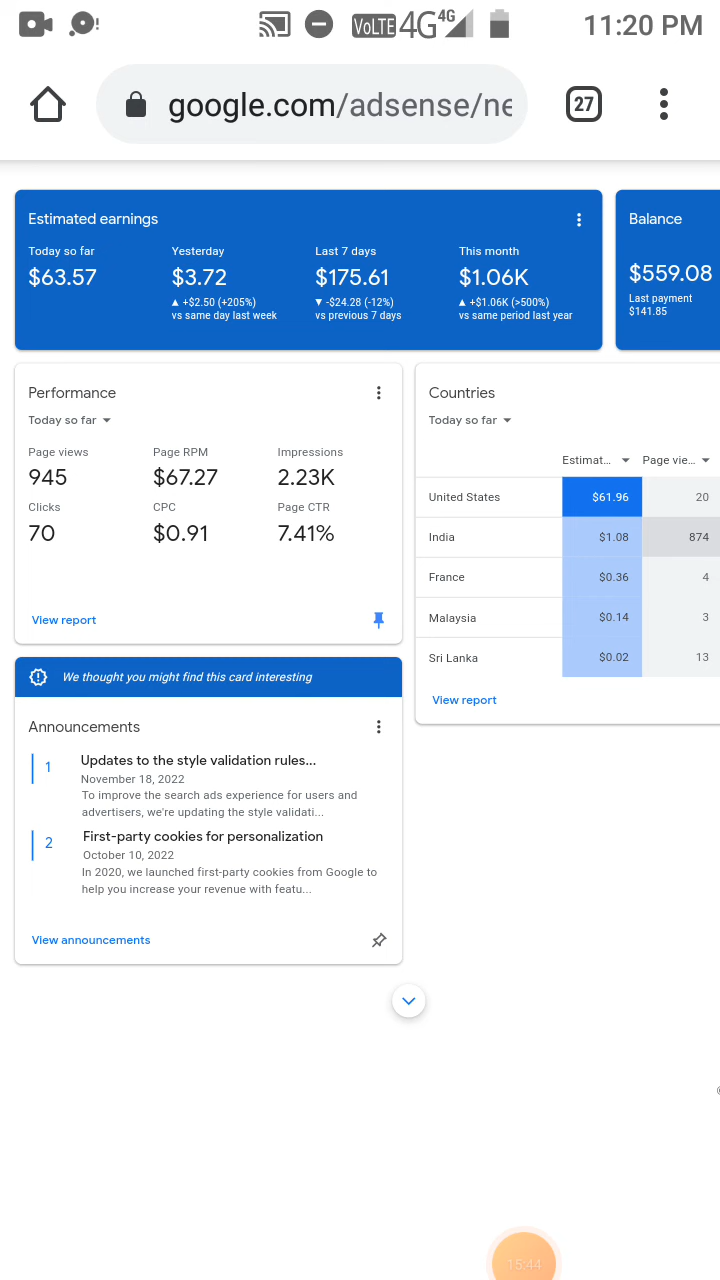 VoLTE 4G 4G 11:20 PM
google.com/adsense/ne 27
Estimated earnings
Today so far Yesterday Last 7 days This month
$63.57 $3.72 $175.61 $1.06K
▲ +$2.50 (+205%) ▼ -$24.28 (-12%) ▲ +$1.06K (>500%)
vs same day last week vs previous 7 days vs same period last year
Balance
$559.08
Last payment
$141.85
Performance
Today so far
Page views Page RPM Impressions
945 $67.27 2.23K
Clicks CPC Page CTR
70 $0.91 7.41%
View report
Countries
Today so far
Estimat... Page vie...
United States $61.96 20
India $1.08 874
France $0.36 4
Malaysia $0.14 3
Sri Lanka $0.02 13
View report
We thought you might find this card interesting
Announcements
1 Updates to the style validation rules...
November 18, 2022
To improve the search ads experience for users and
advertisers, we're updating the style validati...
2 First-party cookies for personalization
October 10, 2022
In 2020, we launched first-party cookies from Google to
help you increase your revenue with featu...
View announcements
15:44